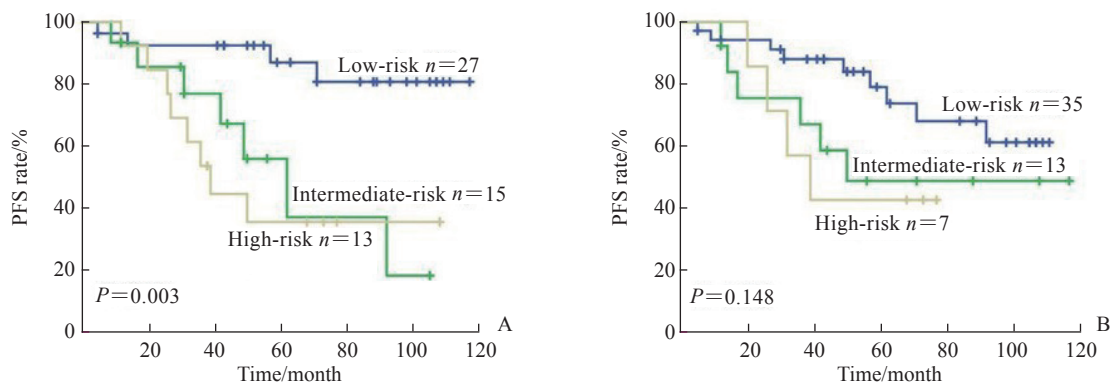 100
80
60
40
20
0
PFS rate/%
Low-risk n=27
Intermediate-risk n=15
High-risk n=13
P=0.003
20 40 60 80 100 120
Time/month
A
100
80
60
40
20
0
PFS rate/%
Low-risk n=35
Intermediate-risk n=13
High-risk n=7
P=0.148
20 40 60 80 100 120
Time/month
B